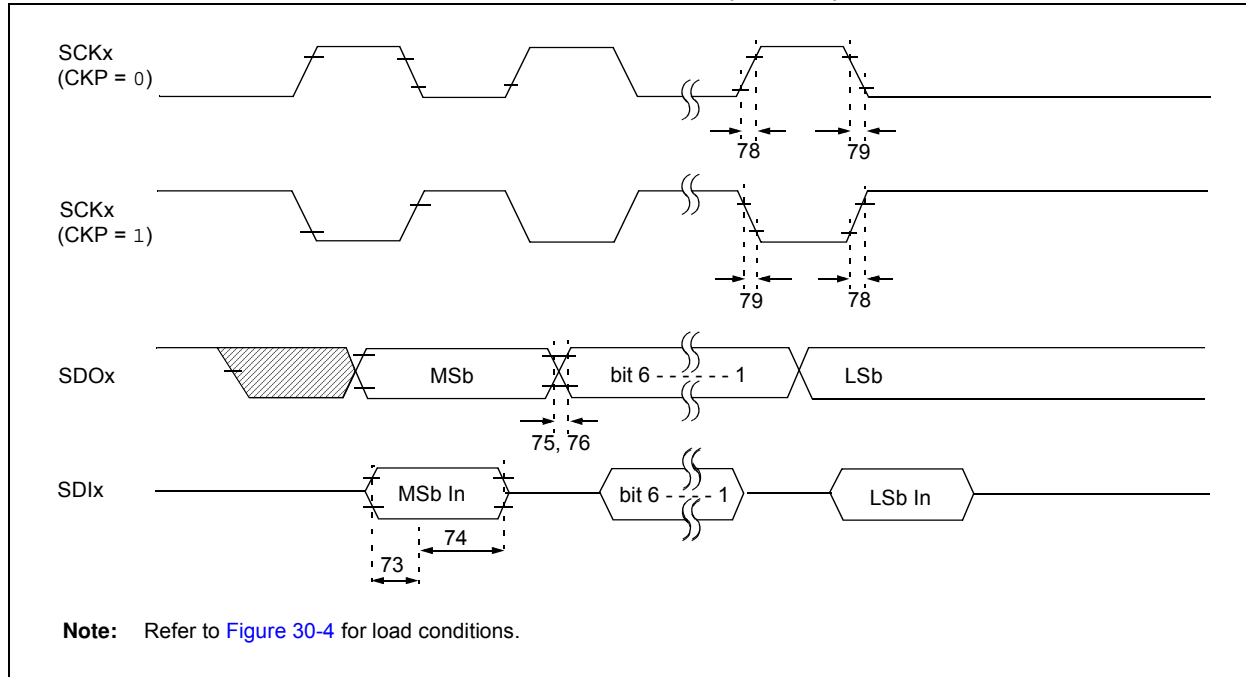 SCKx
(CKP = 0)
78
79
SCKx
(CKP = 1)
79
78
SDOx
MSb
bit 6 - - - - - - 1
LSb
75, 76
SDIx
MSb In
bit 6 - - - - 1
LSb In
74
73
Note: Refer to Figure 30-4 for load conditions.